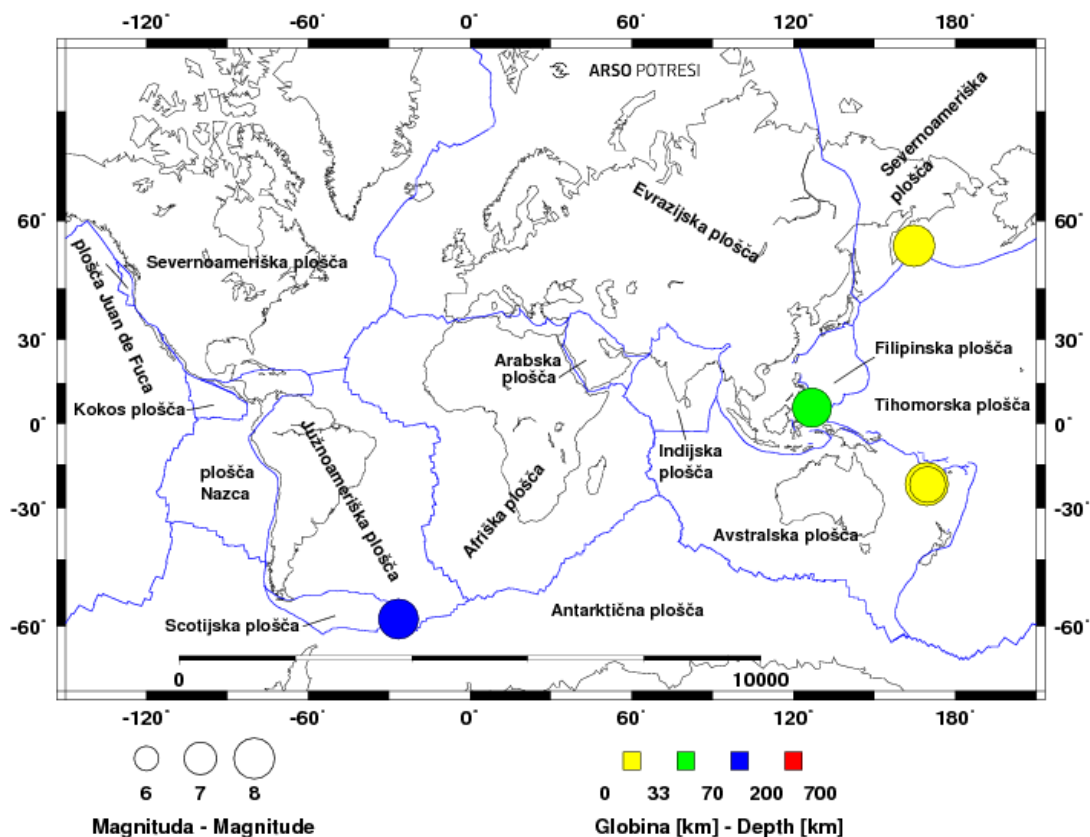 -120° -60° 0° 60° 120° 180°
ARSO POTRESI
Severnoameriška
plošča
Evrazijska plošča
60° 60°
Severnoameriška plošča
plošča Juan de Fuca
30° 30°
Arabska
plošča
Filipinska plošča
Kokos plošča
Tihomorska plošča
0° 0°
Južnoameriška plošča
Indijska
plošča
plošča
Nazca
Afriška plošča
-30° -30°
Avstralska plošča
Antarktična plošča
Scotijska plošča
-60° -60°
0 10000
-120° -60° 0° 60° 120° 180°
6 7 8
0 33 70 200 700
Magnituda - Magnitude
Globina [km] - Depth [km]